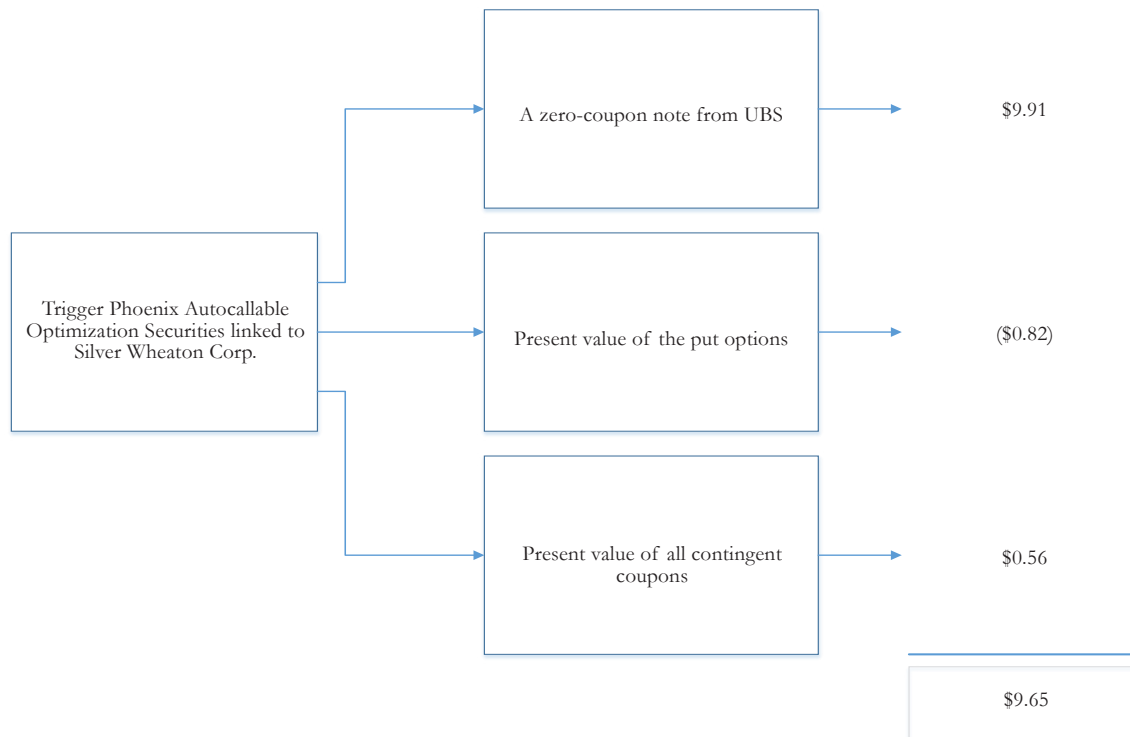 A zero-coupon note from UBS
$9.91
Trigger Phoenix Autocallable
Optimization Securities linked to
Silver Wheaton Corp.
Present value of the put options
($0.82)
Present value of all contingent
coupons
$0.56
$9.65